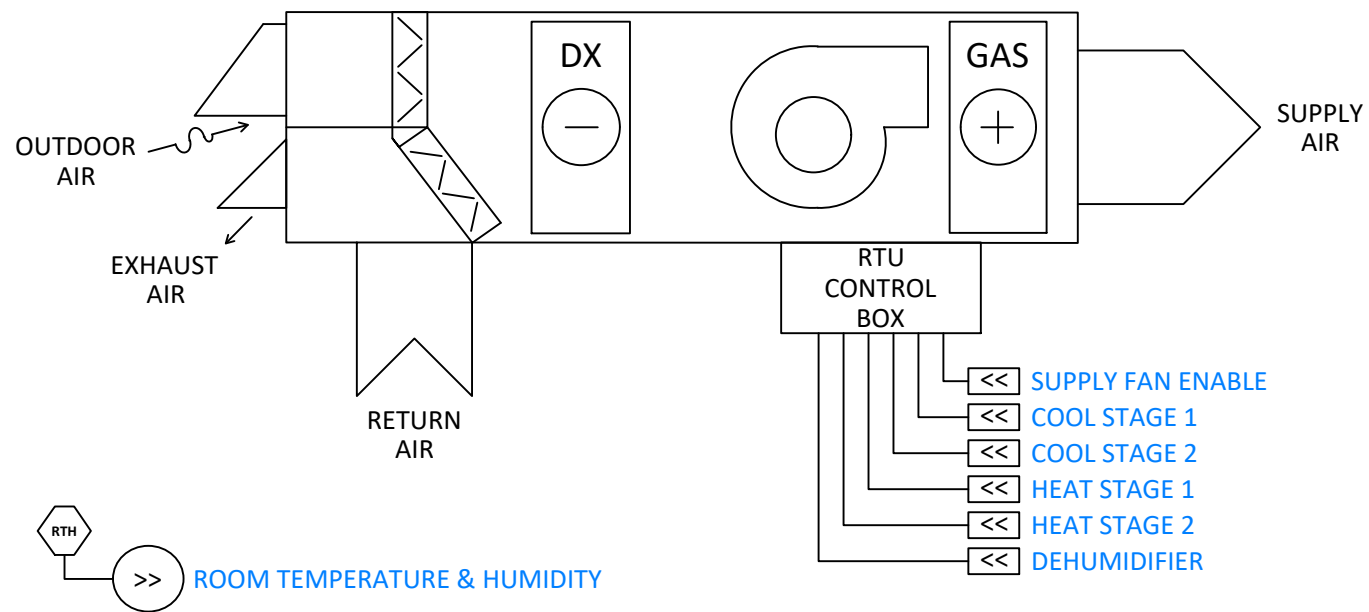 DX
GAS
OUTDOOR
AIR
SUPPLY
AIR
EXHAUST
AIR
RTU
CONTROL
BOX
RETURN
AIR
<< SUPPLY FAN ENABLE
<< COOL STAGE 1
<< COOL STAGE 2
<< HEAT STAGE 1
<< HEAT STAGE 2
<< DEHUMIDIFIER
RTH
>> ROOM TEMPERATURE & HUMIDITY